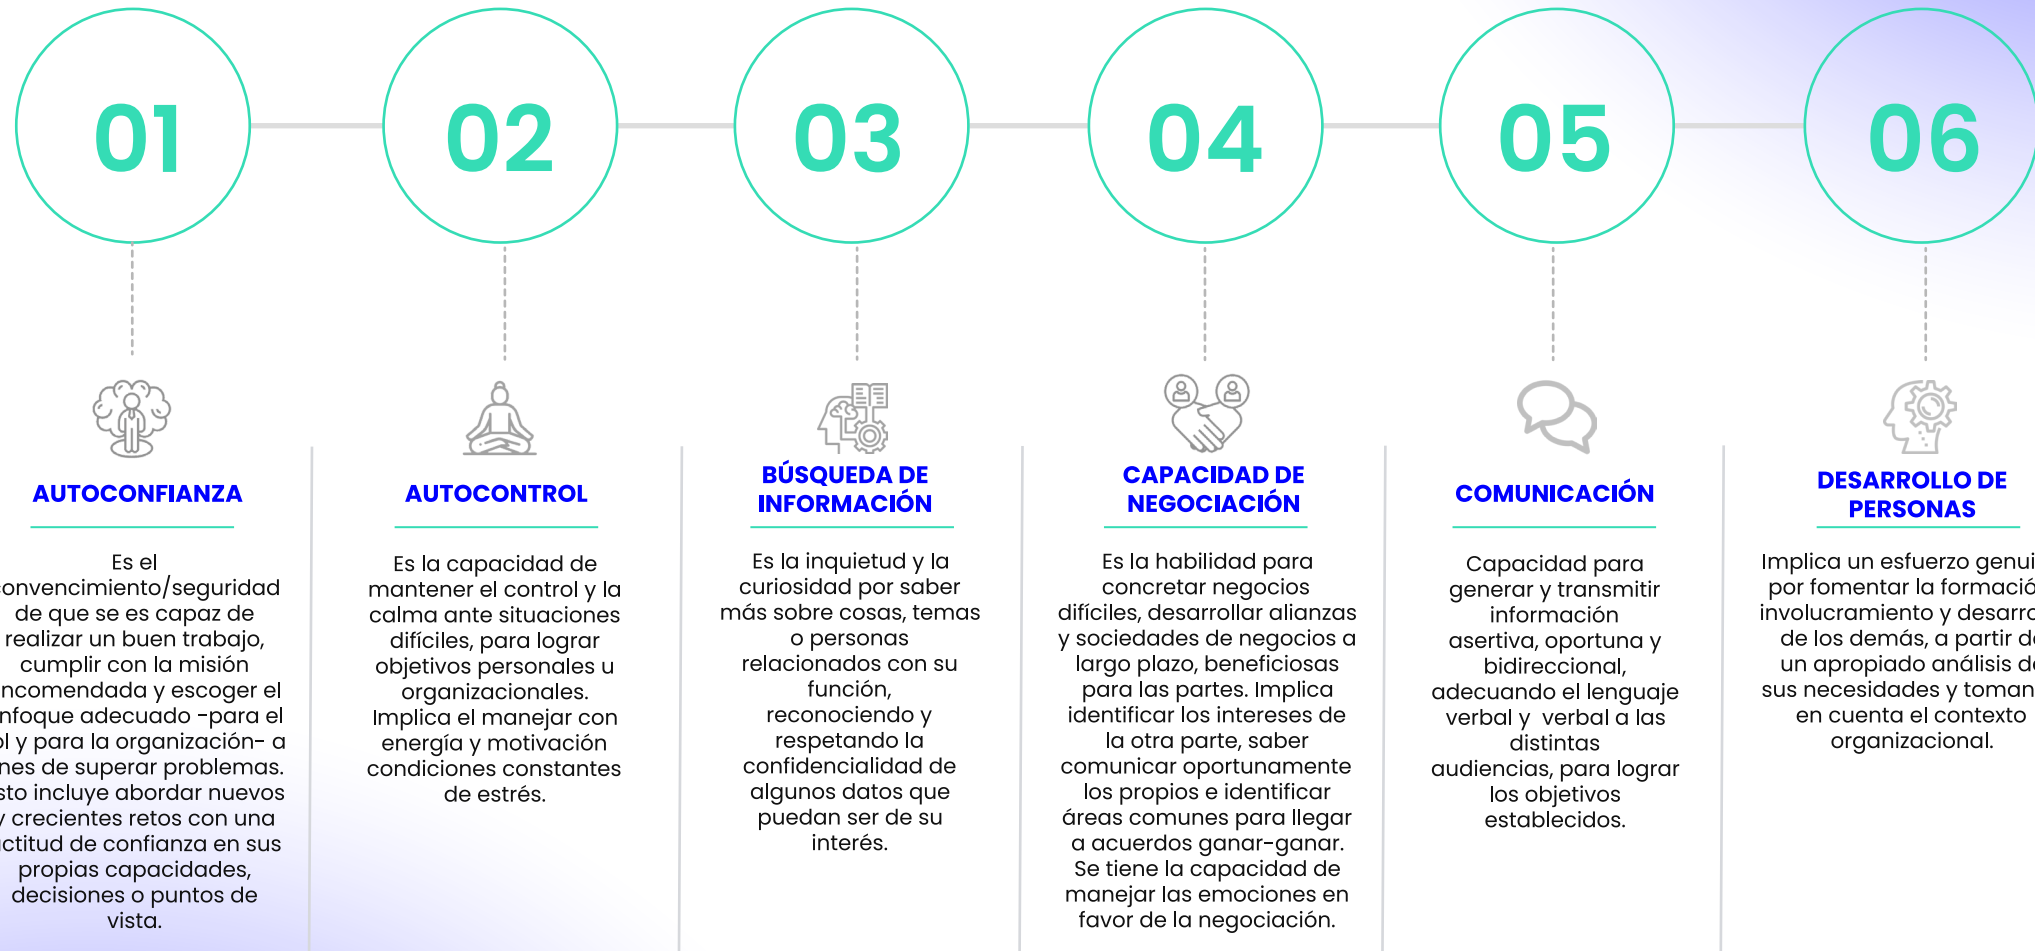 01
02
03
04
05
06
AUTOCONFIANZA
Es el
convencimiento/seguridad
de que se es capaz de
realizar un buen trabajo,
cumplir con la misión
ncomendada y escoger el
nfoque adecuado -para el
ol y para la organización- a
nes de superar problemas.
sto incluye abordar nuevos
y crecientes retos con una
actitud de confianza en sus
propias capacidades,
decisiones o puntos de
vista.
AUTOCONTROL
Es la capacidad de
mantener el control y la
calma ante situaciones
difíciles, para lograr
objetivos personales u
organizacionales.
Implica el manejar con
energía y motivación
condiciones constantes
de estrés.
BÚSQUEDA DE
INFORMACIÓN
Es la inquietud y la
curiosidad por saber
más sobre cosas, temas
o personas
relacionados con su
función,
reconociendo y
respetando la
confidencialidad de
algunos datos que
puedan ser de su
interés.
CAPACIDAD DE
NEGOCIACIÓN
Es la habilidad para
concretar negocios
difíciles, desarrollar alianzas
y sociedades de negocios a
largo plazo, beneficiosas
para las partes. Implica
identificar los intereses de
la otra parte, saber
comunicar oportunamente
los propios e identificar
áreas comunes para llegar
a acuerdos ganar-ganar.
Se tiene la capacidad de
manejar las emociones en
favor de la negociación.
COMUNICACIÓN
Capacidad para
generar y transmitir
información
asertiva, oportuna y
bidireccional,
adecuando el lenguaje
verbal y  verbal a las
distintas
audiencias, para lograr
los objetivos
establecidos.
DESARROLLO DE
PERSONAS
Implica un esfuerzo genui
por fomentar la formación
involucramiento y desarro
de los demás, a partir de
un apropiado análisis de
sus necesidades y toman
en cuenta el contexto
organizacional.